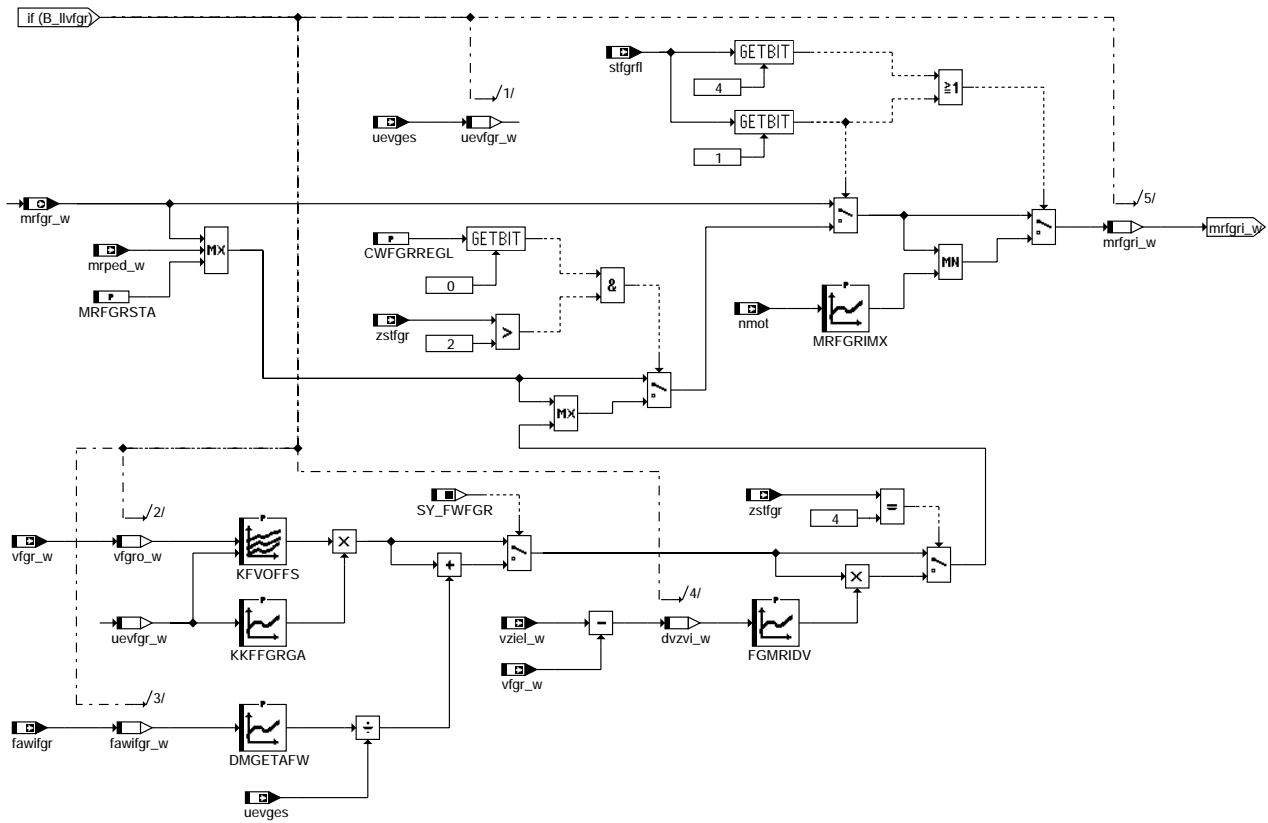 if (B_llvfgr)
stfgrfl
GETBIT
4
≥1
/1/
uevges
uevfgr_w
GETBIT
1
/5/
mrfgr_w
mrfgri_w
mrfgri_w
mrped_w
MX
P
CWFGRREGL
GETBIT
MN
P
MRFGRSTA
0
&
P
nmot
MRFGRIMX
zstfgr
2
>
MX
SY_FWFGR
zstfgr
4
=
/2/
P
vfgr_w
vfgro_w
KFVOFFS
×
+
×
/4/
P
P
uevfgr_w
KKFFGRGA
vziel_w
−
dvzvi_w
FGMRIDV
vfgr_w
/3/
P
fawifgr
fawifgr_w
DMGETAFW
÷
uevges